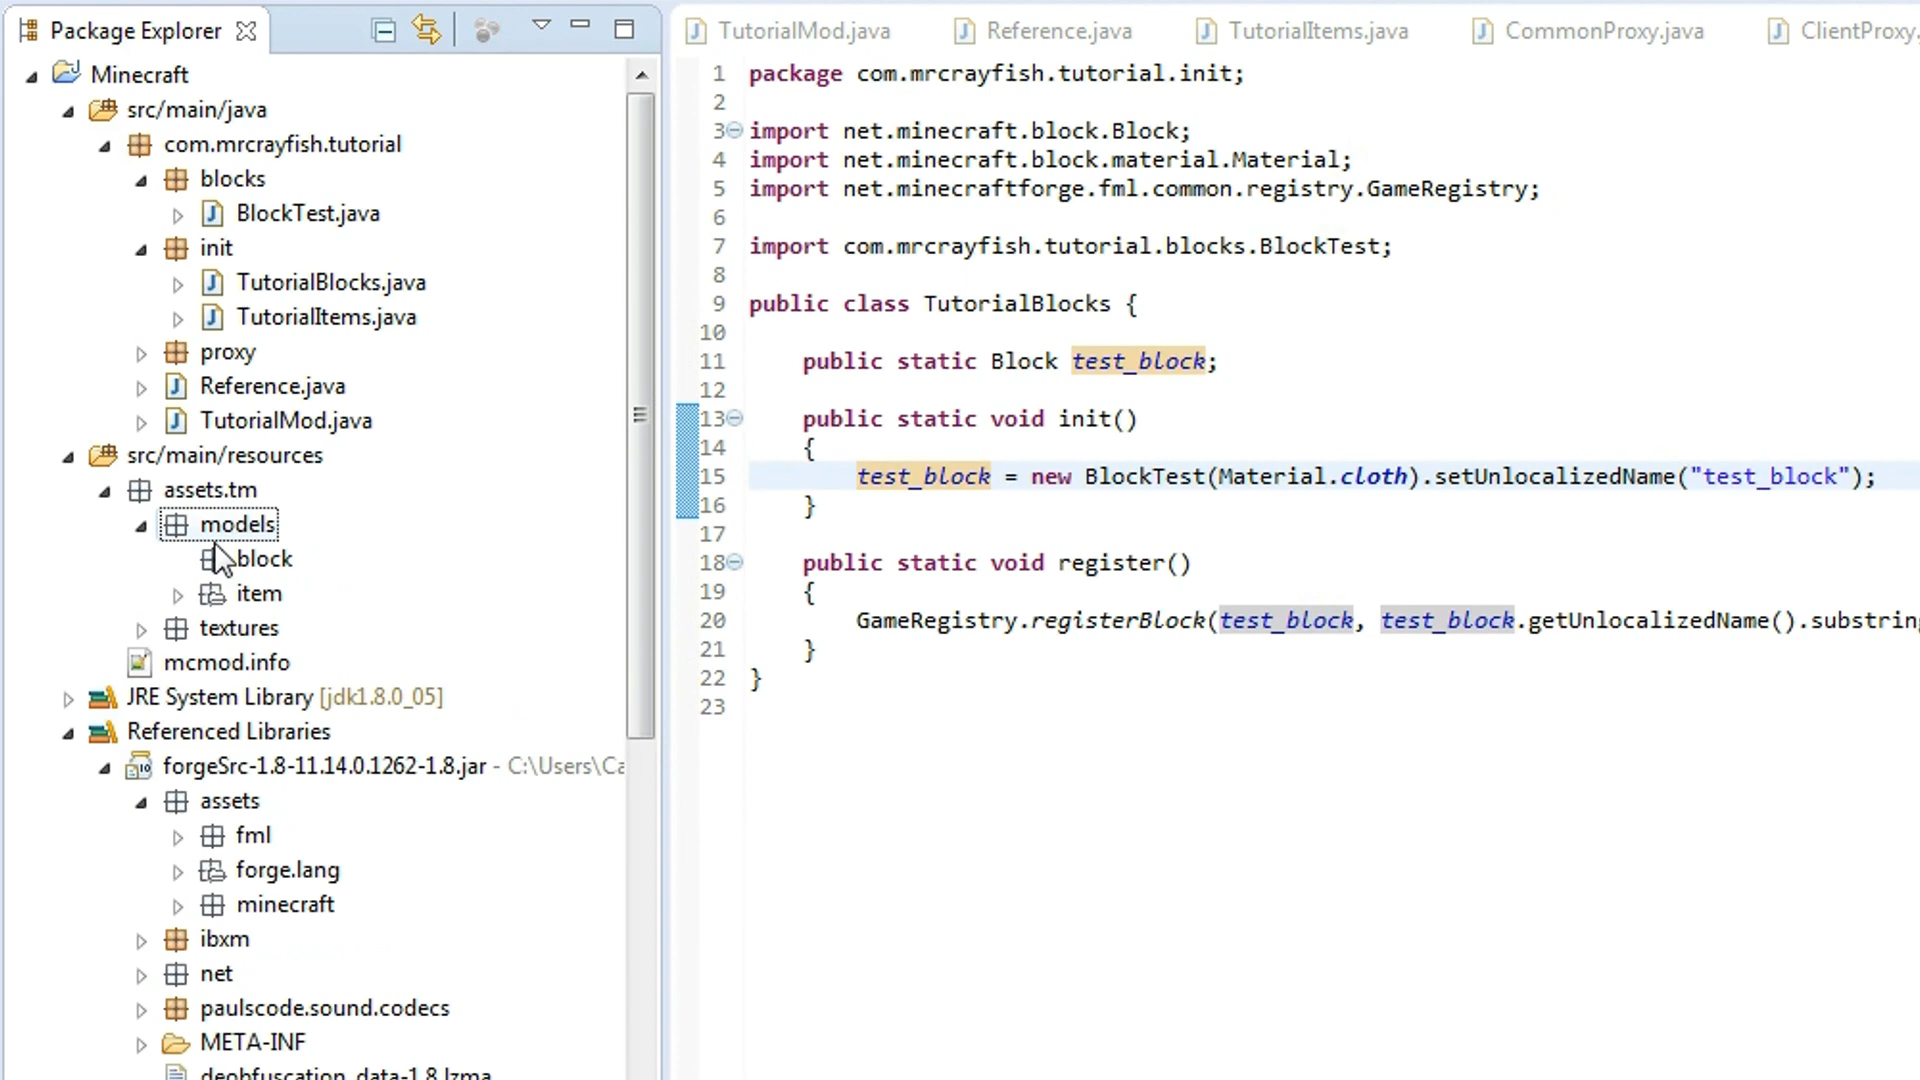 Package Explorer
Minecraft
src/main/java
com.mrcrayfish.tutorial
blocks
BlockTest.java
init
TutorialBlocks.java
TutorialItems.java
proxy
Reference.java
TutorialMod.java
src/main/resources
assets.tm
models
block
item
textures
mcmod.info
JRE System Library [jdk1.8.0_05]
Referenced Libraries
forgeSrc-1.8-11.14.0.1262-1.8.jar - C:\Users\Ca
assets
fml
forge.lang
minecraft
ibxm
net
paulscode.sound.codecs
META-INF
deobfuscation_data-1.8.lzma
TutorialMod.java Reference.java TutorialItems.java CommonProxy.java ClientProxy.
1 package com.mrcrayfish.tutorial.init;
2
3 import net.minecraft.block.Block;
4 import net.minecraft.block.material.Material;
5 import net.minecraftforge.fml.common.registry.GameRegistry;
6
7 import com.mrcrayfish.tutorial.blocks.BlockTest;
8
9 public class TutorialBlocks {
10
11 public static Block test_block;
12
13 public static void init()
14 {
15 test_block = new BlockTest(Material.cloth).setUnlocalizedName("test_block");
16 }
17
18 public static void register()
19 {
20 GameRegistry.registerBlock(test_block, test_block.getUnlocalizedName().substring
21 }
22 }
23